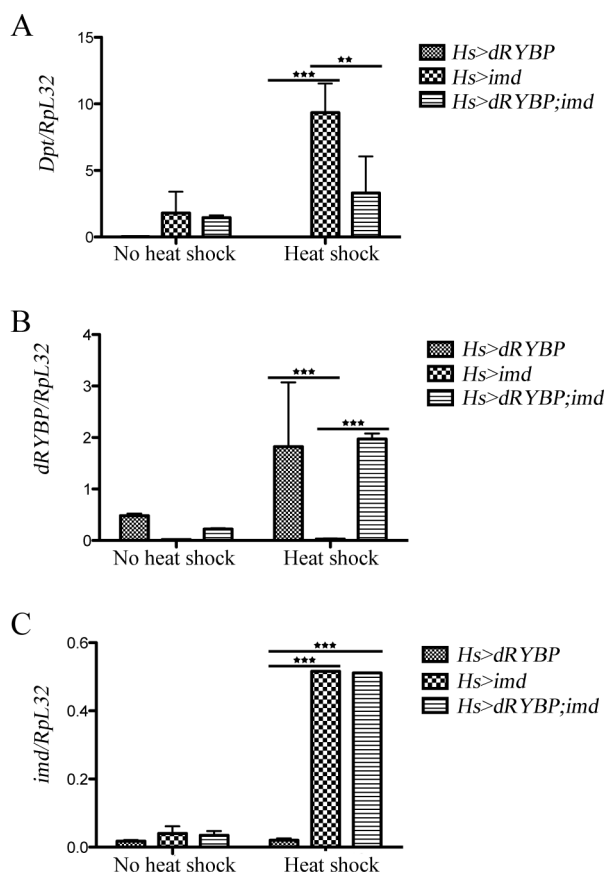 A
Dpt/RpL32
15
10
5
0
No heat shock
Heat shock
***
**
Hs>dRYBP
Hs>imd
Hs>dRYBP;imd
B
dRYBP/RpL32
4
3
2
1
0
No heat shock
Heat shock
***
***
Hs>dRYBP
Hs>imd
Hs>dRYBP;imd
C
imd/RpL32
0.6
0.4
0.2
0.0
No heat shock
Heat shock
***
***
Hs>dRYBP
Hs>imd
Hs>dRYBP;imd